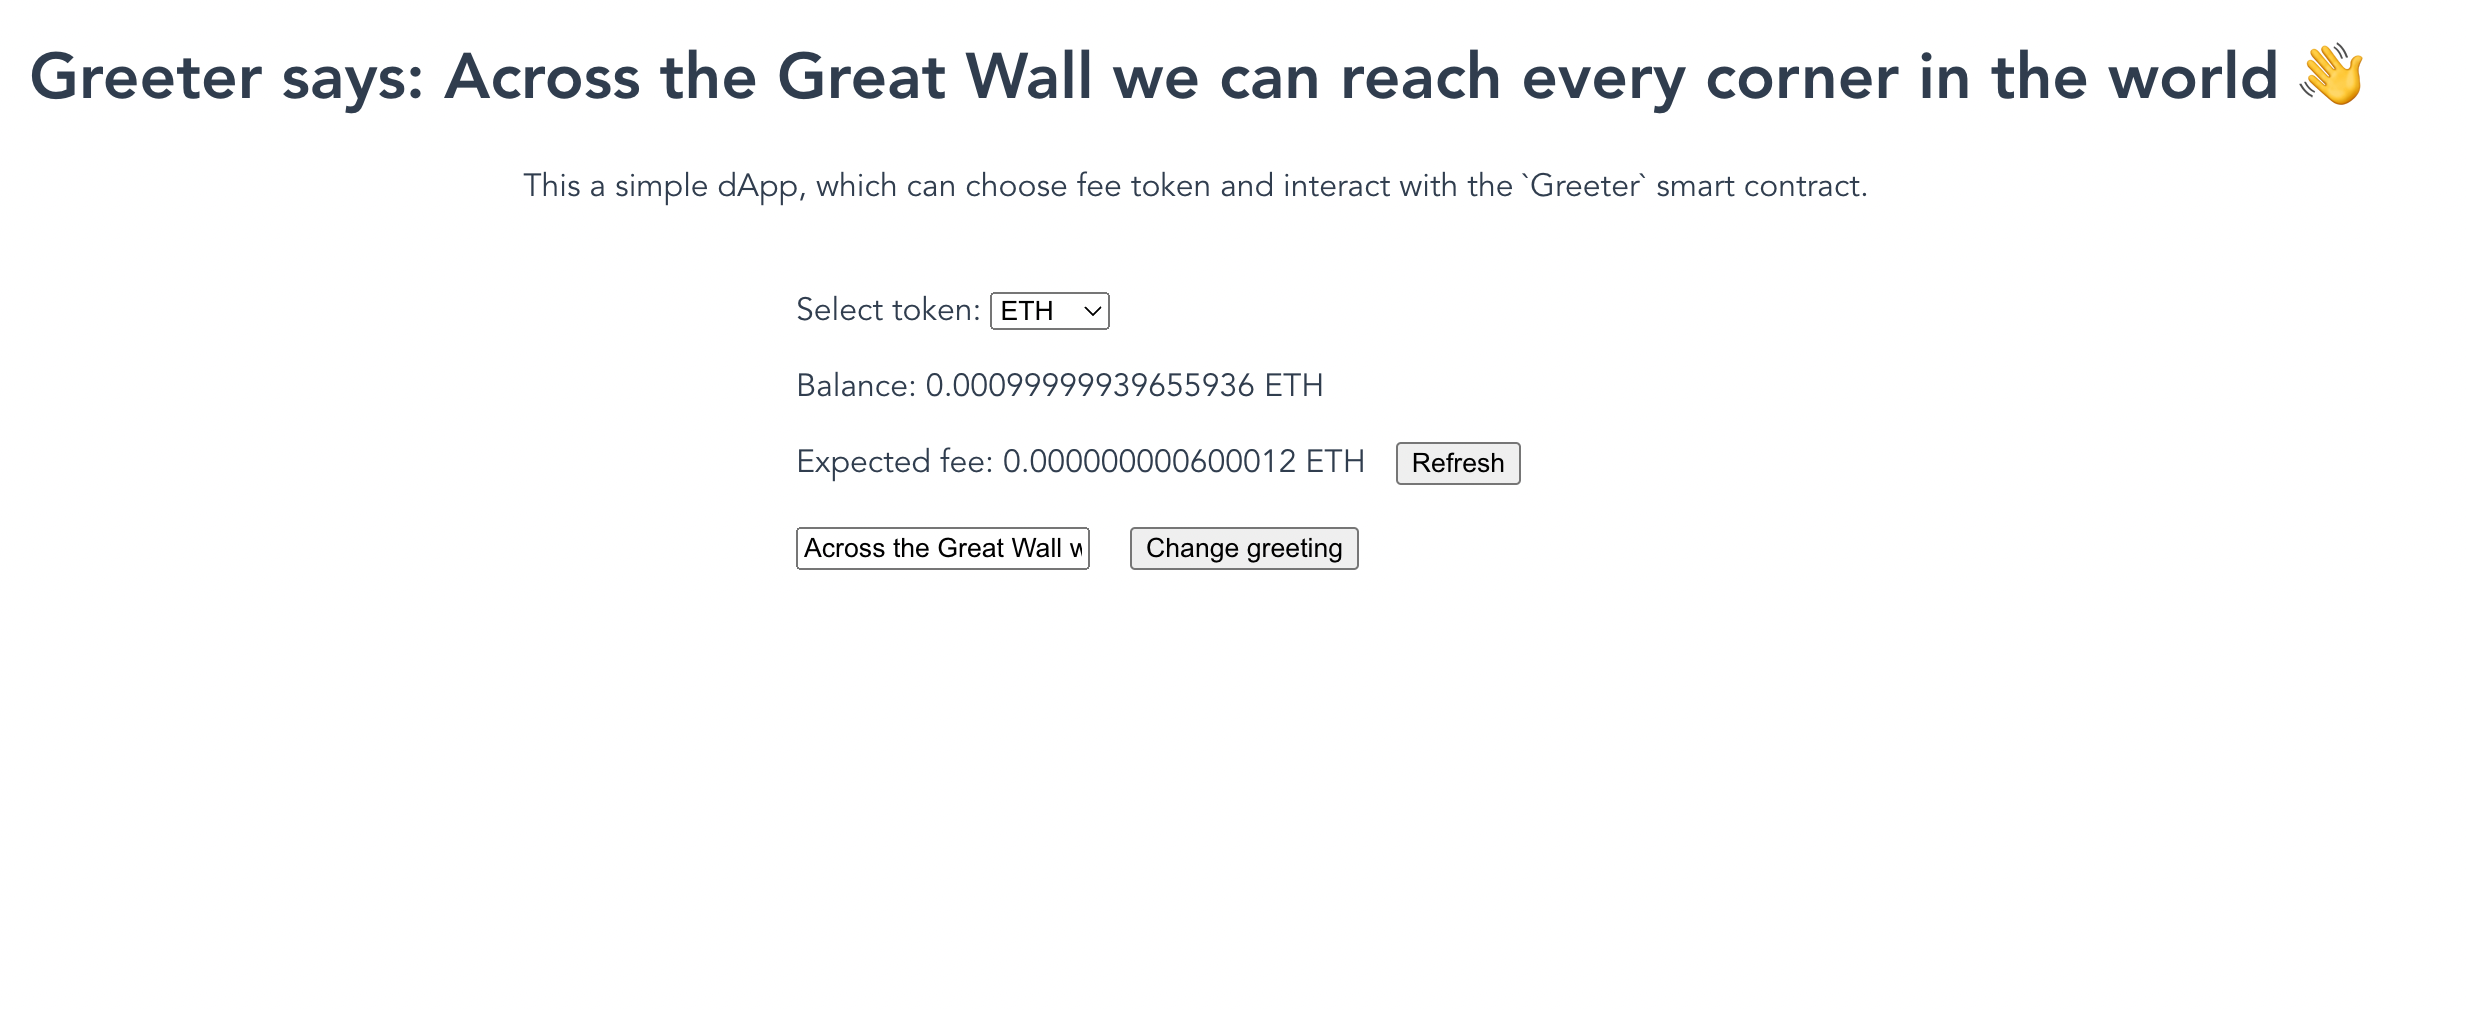 Greeter says: Across the Great Wall we can reach every corner in the world 👋
This a simple dApp, which can choose fee token and interact with the `Greeter` smart contract.
Select token: ETH
Balance: 0.00099999939655936 ETH
Expected fee: 0.000000000600012 ETH Refresh
Across the Great Wall w Change greeting